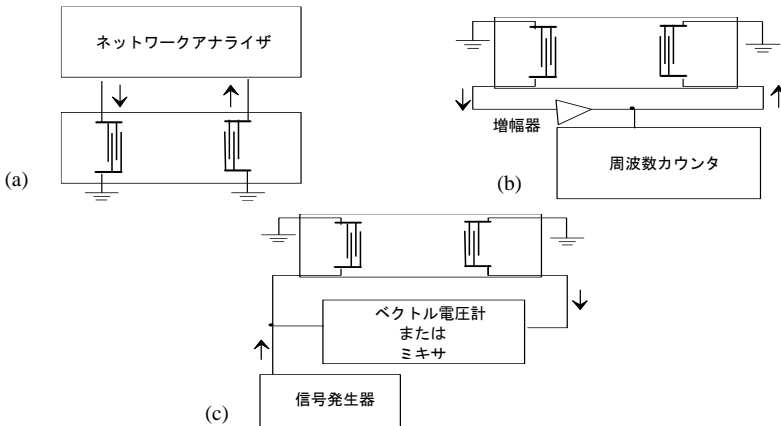 ネットワークアナライザ
(a)
増幅器
周波数カウンタ
(b)
ベクトル電圧計
または
ミキサ
信号発生器
(c)